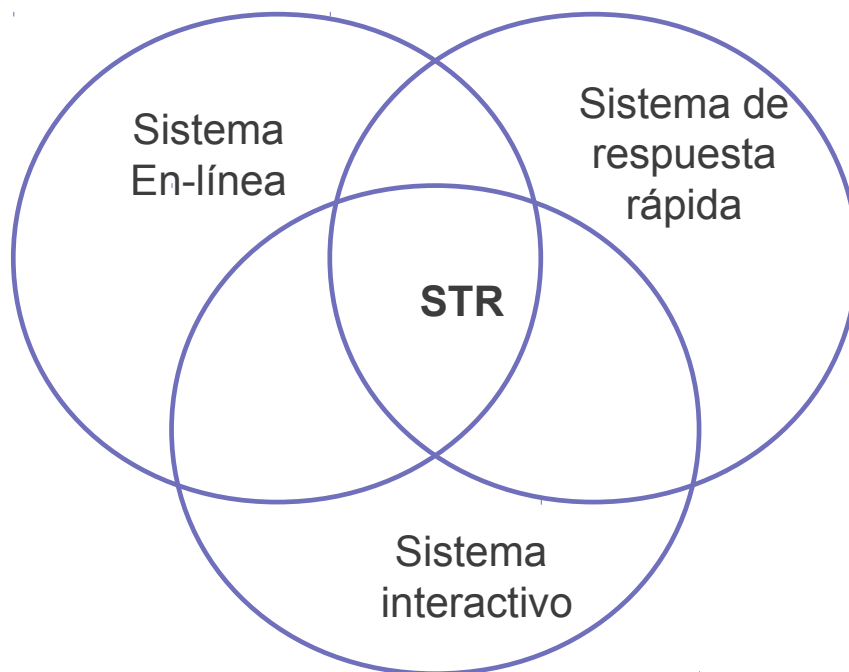 Sistema
En-línea
Sistema de
respuesta
rápida
STR
Sistema
interactivo